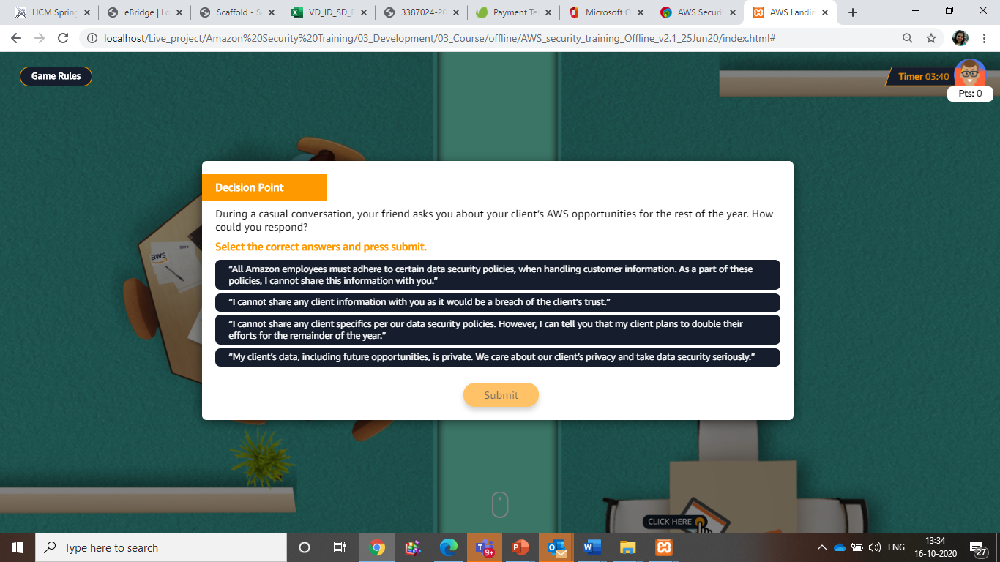 HCM Spring
eBridge | Lo
Scaffold - S
VD_ID_SD_F
3387024-20
Payment Te
Microsoft O
AWS Securit
AWS Landin
localhost/Live_project/Amazon%20Security%20Training/03_Development/03_Course/offline/AWS_security_training_Offline_v2.1_25Jun20/index.html#
Game Rules
Timer 03:40
Pts: 0
Decision Point
During a casual conversation, your friend asks you about your client’s AWS opportunities for the rest of the year. How
could you respond?
Select the correct answers and press submit.
“All Amazon employees must adhere to certain data security policies, when handling customer information. As a part of these
policies, I cannot share this information with you.”
“I cannot share any client information with you as it would be a breach of the client’s trust.”
“I cannot share any client specifics per our data security policies. However, I can tell you that my client plans to double their
efforts for the remainder of the year.”
“My client’s data, including future opportunities, is private. We care about our client’s privacy and take data security seriously.”
Submit
aws
CLICK HERE
Type here to search
9+
ENG
13:34
16-10-2020
27